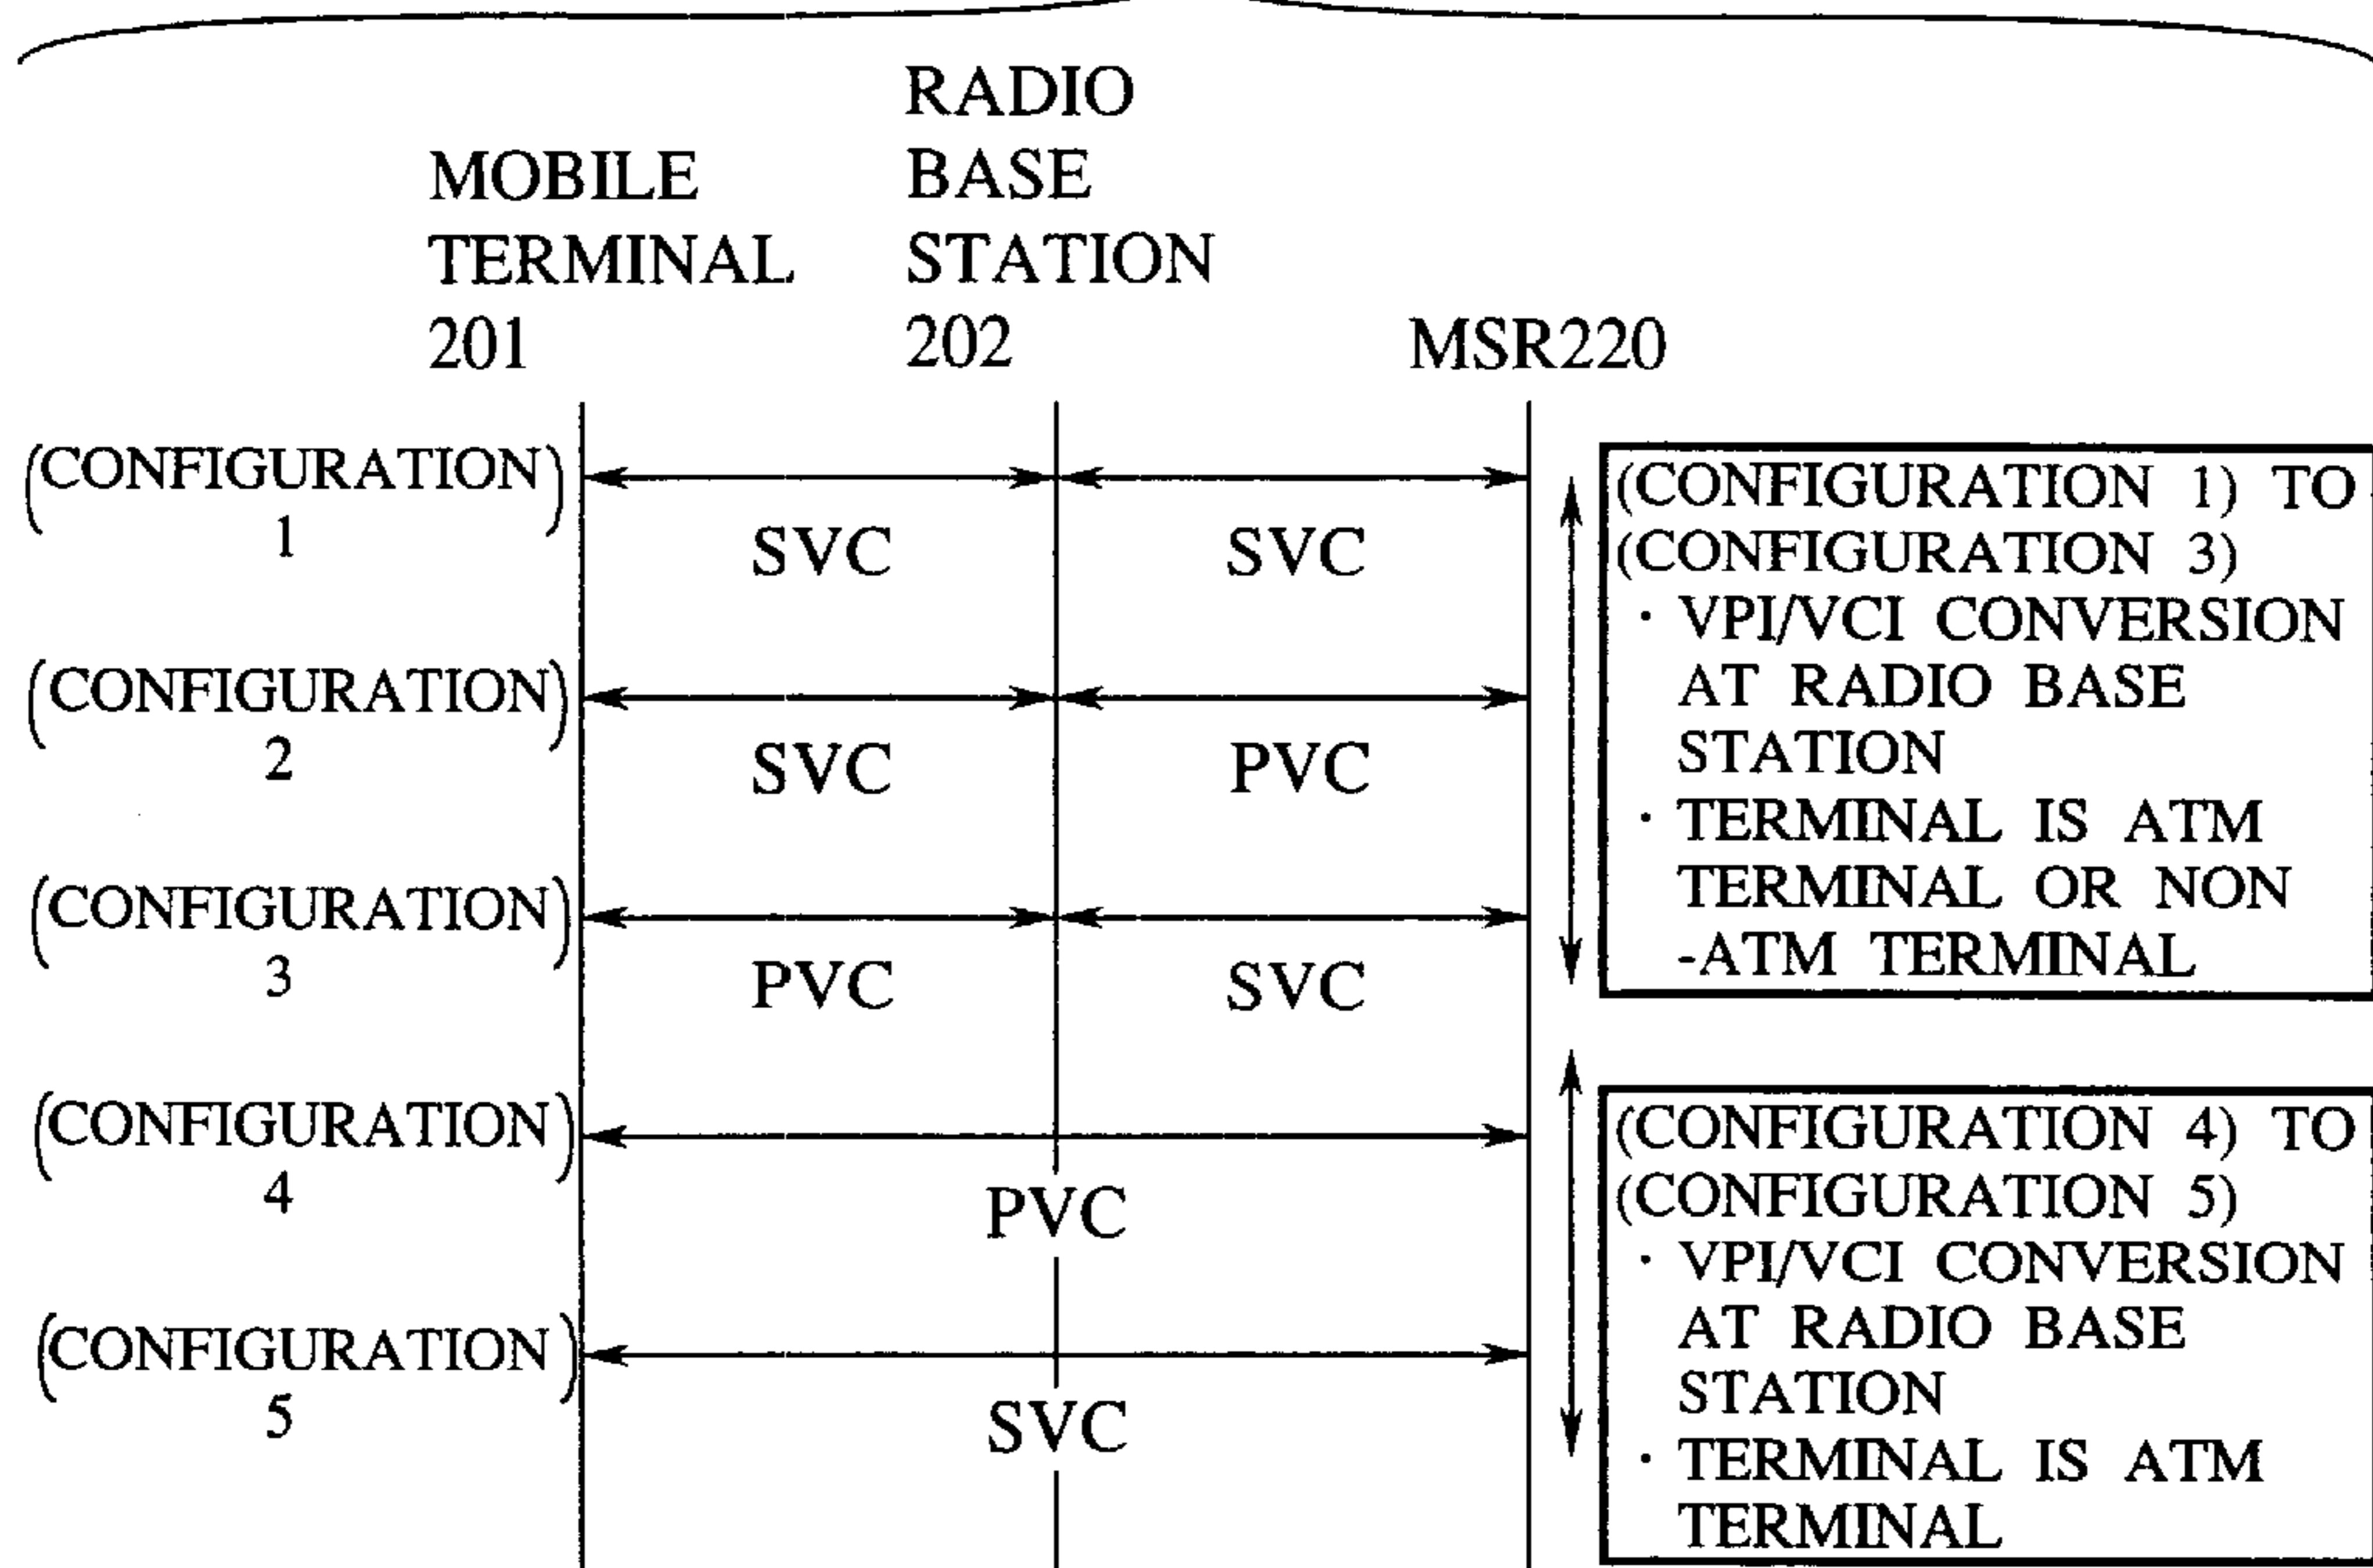 RADIO
BASE
STATION
202
MOBILE
TERMINAL
201
MSR220
(CONFIGURATION)
1
SVC
SVC
(CONFIGURATION)
2
SVC
PVC
(CONFIGURATION)
3
PVC
SVC
(CONFIGURATION)
4
PVC
(CONFIGURATION)
5
SVC
(CONFIGURATION 1) TO
(CONFIGURATION 3)
· VPI/VCI CONVERSION
AT RADIO BASE
STATION
· TERMINAL IS ATM
TERMINAL OR NON
-ATM TERMINAL
(CONFIGURATION 4) TO
(CONFIGURATION 5)
· VPI/VCI CONVERSION
AT RADIO BASE
STATION
· TERMINAL IS ATM
TERMINAL